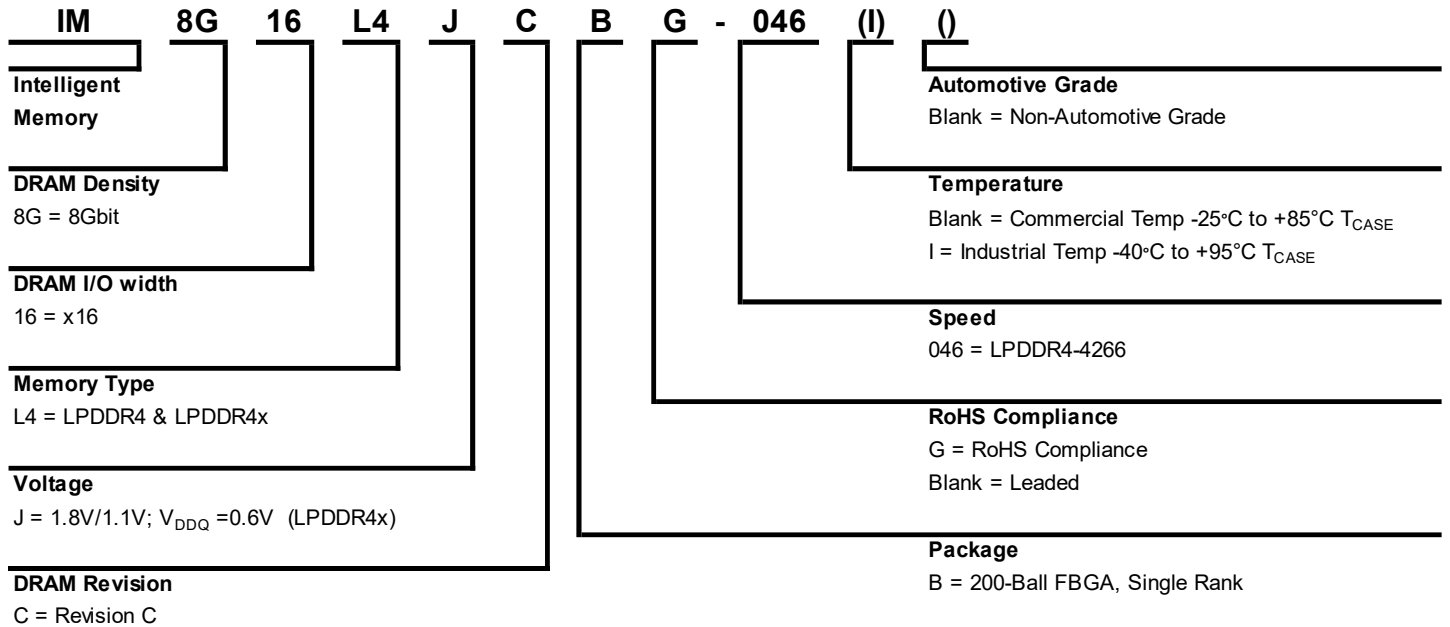 IM 8G 16 L4 J C B G - 046 (I) ()
Intelligent
Memory
DRAM Density
8G = 8Gbit
DRAM I/O width
16 = x16
Memory Type
L4 = LPDDR4 & LPDDR4x
Voltage
J = 1.8V/1.1V; VDDQ =0.6V (LPDDR4x)
DRAM Revision
C = Revision C
Automotive Grade
Blank = Non-Automotive Grade
Temperature
Blank = Commercial Temp -25°C to +85°C TCASE
I = Industrial Temp -40°C to +95°C TCASE
Speed
046 = LPDDR4-4266
RoHS Compliance
G = RoHS Compliance
Blank = Leaded
Package
B = 200-Ball FBGA, Single Rank